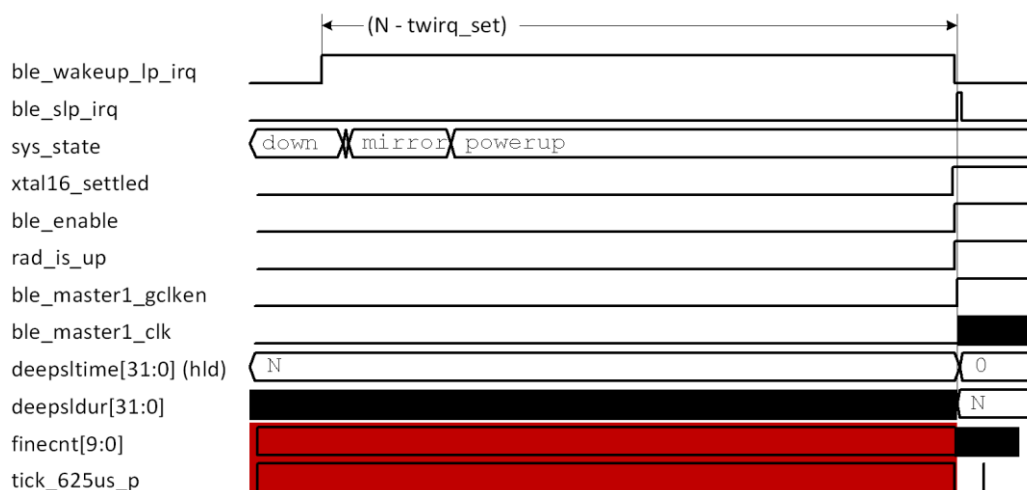 (N - twirq_set)
ble_wakeup_lp_irq
ble_slp_irq
sys_state down mirror powerup
xtal16_settled
ble_enable
rad_is_up
ble_master1_gclken
ble_master1_clk
deepsltime[31:0] (hld) N 0
deepsldur[31:0] N
finecnt[9:0]
tick_625us_p